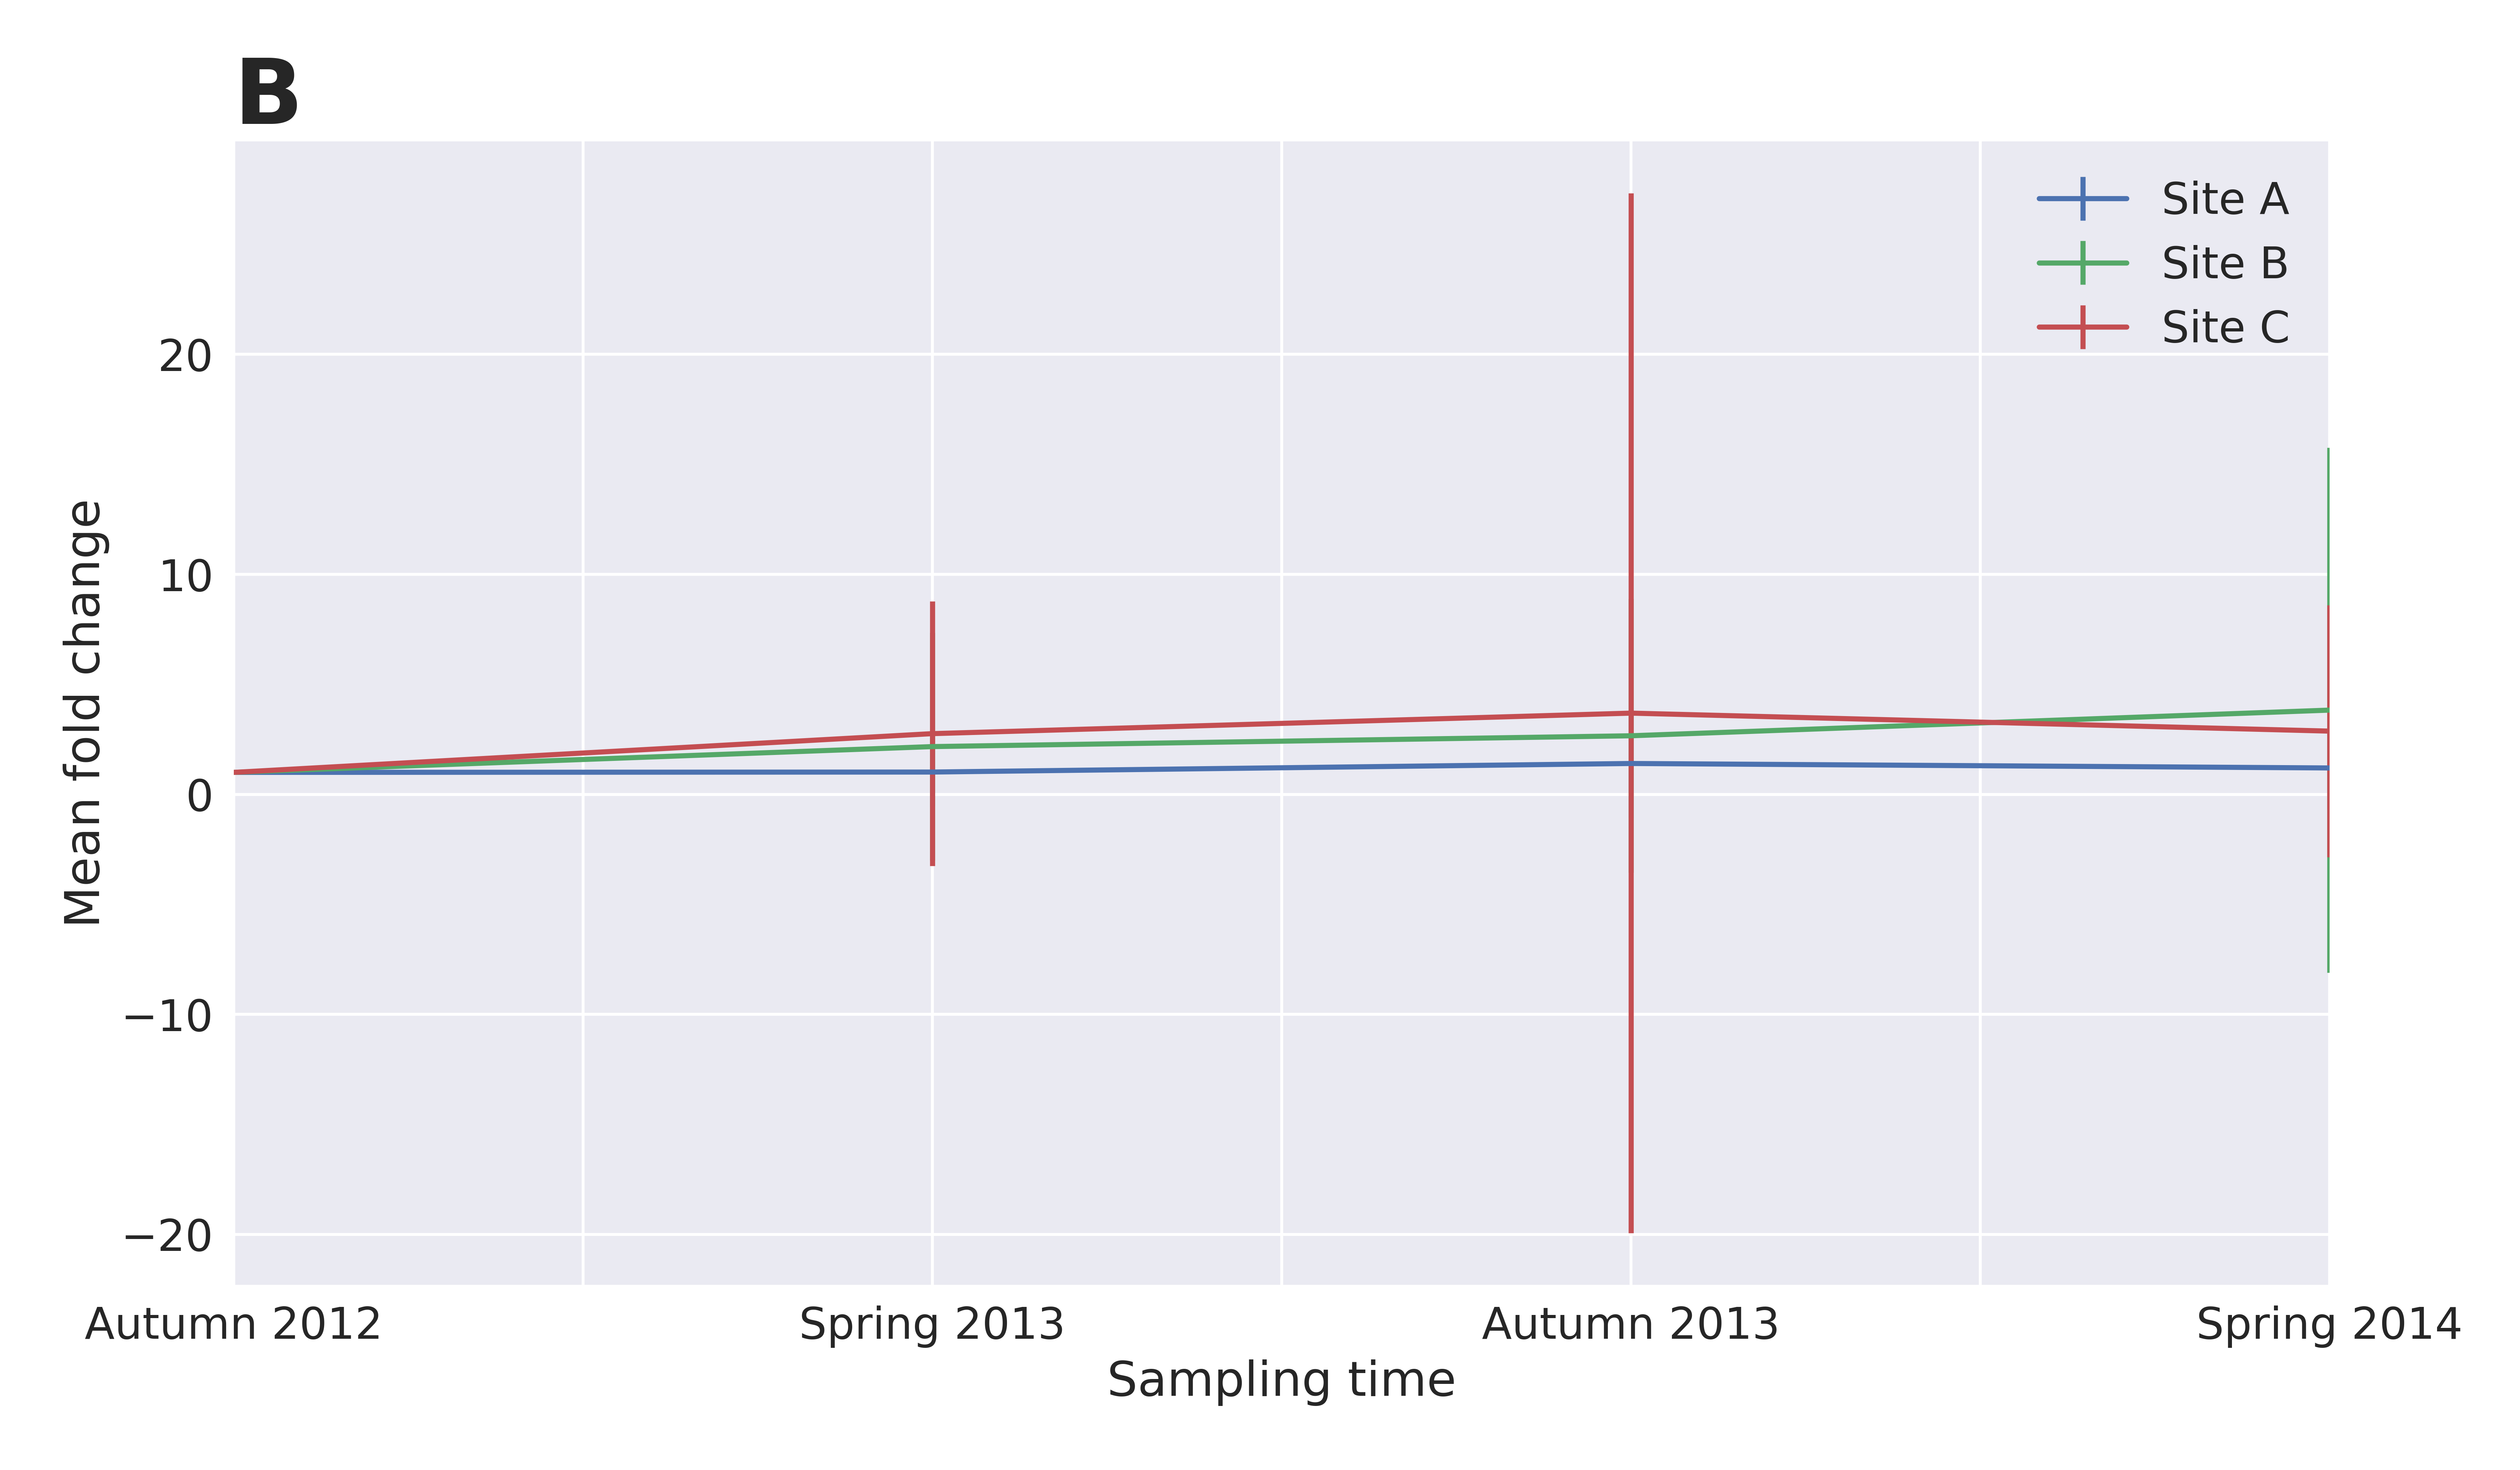 B
Site A
Site B
Site C
20
10
0
−10
−20
Mean fold change
Autumn 2012
Spring 2013
Autumn 2013
Spring 2014
Sampling time